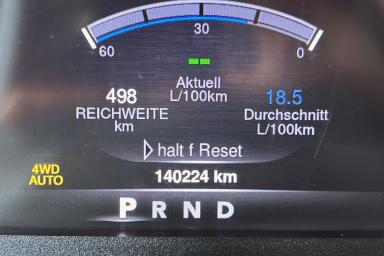 60 30 0
Aktuell
L/100km
498
REICHWEITE
km
18.5
Durchschnitt
L/100km
halt f Reset
4WD
AUTO
140224 km
P R N D